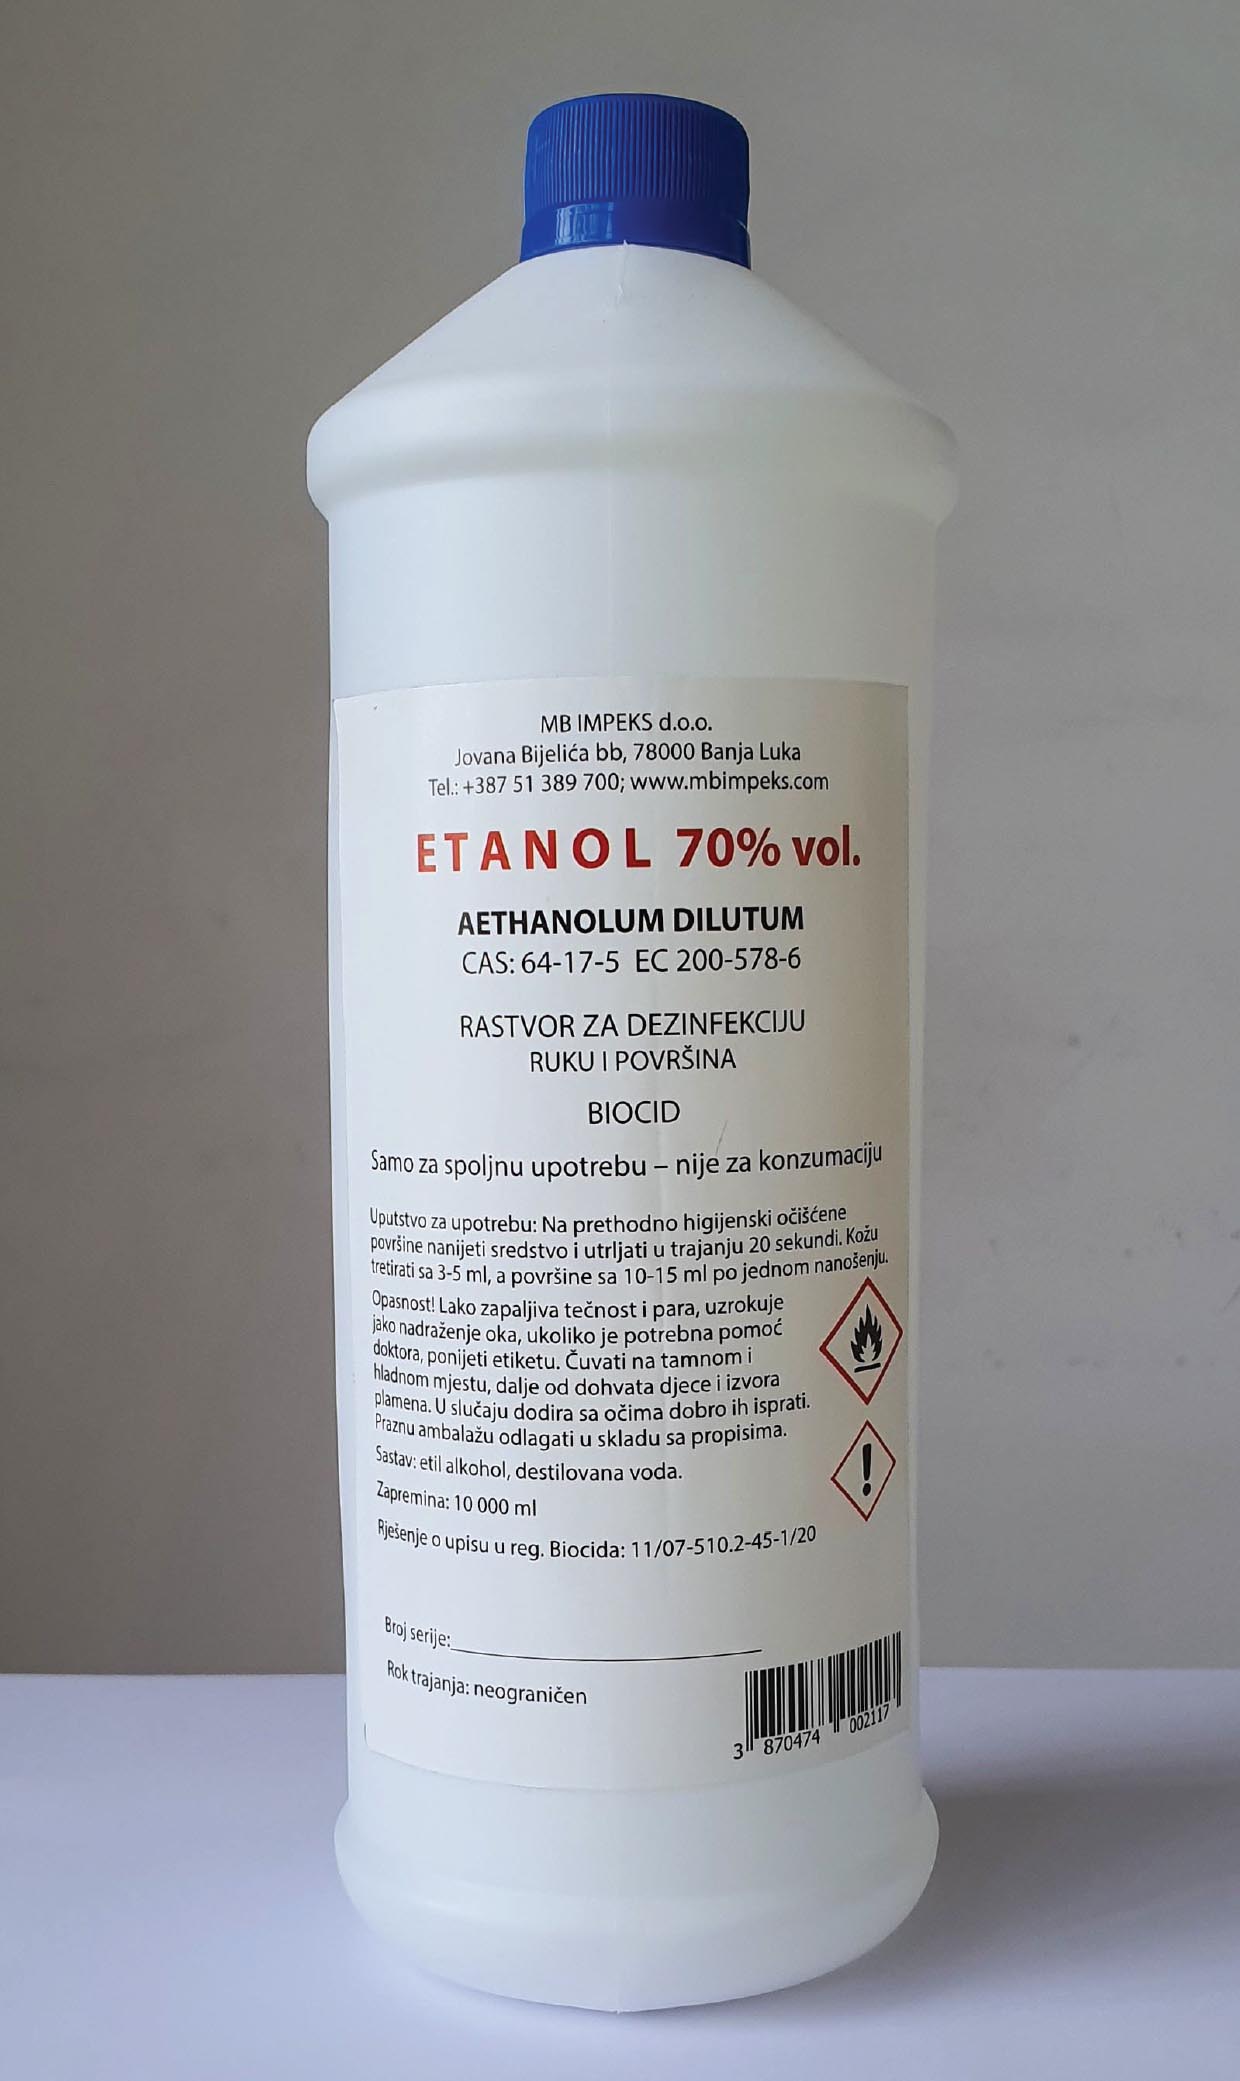 MB IMPEKS d.o.o.
Jovana Bijelića bb, 78000 Banja Luka
Tel.: +387 51 389 700; www.mbimpeks.com
ETANOL 70% vol.
AETHANOLUM DILUTUM
CAS: 64-17-5 EC 200-578-6
RASTVOR ZA DEZINFEKCIJU
RUKU I POVRŠINA
BIOCID
Samo za spoljnu upotrebu – nije za konzumaciju
Uputstvo za upotrebu: Na prethodno higijenski očišćene
površine nanijeti sredstvo i utrljati u trajanju 20 sekundi. Kožu
tretirati sa 3-5 ml, a površine sa 10-15 ml po jednom nanošenju.
Opasnost! Lako zapaljiva tečnost i para, uzrokuje
jako nadraženje oka, ukoliko je potrebna pomoć
doktora, ponijeti etiketu. Čuvati na tamnom i
hladnom mjestu, dalje od dohvata djece i izvora
plamena. U slučaju dodira sa očima dobro ih isprati.
Praznu ambalažu odlagati u skladu sa propisima.
Sastav: etil alkohol, destilovana voda.
Zapremina: 10 000 ml
Rješenje o upisu u reg. Biocida: 11/07-510.2-45-1/20
Broj serije:
Rok trajanja: neograničen
3 870474 002117